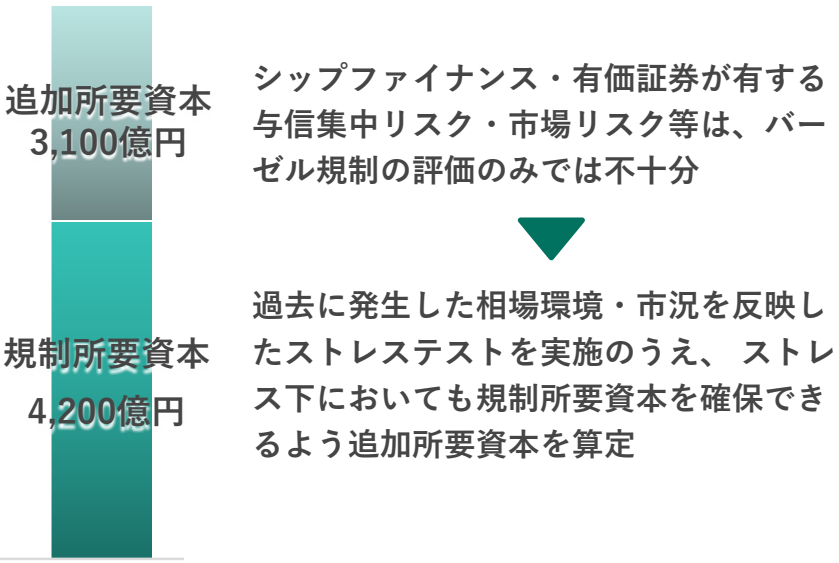 追加所要資本
3,100億円
シップファイナンス・有価証券が有する
与信集中リスク・市場リスク等は、バー
ゼル規制の評価のみでは不十分
規制所要資本
4,200億円
過去に発生した相場環境・市況を反映し
たストレステストを実施のうえ、 ストレ
ス下においても規制所要資本を確保でき
るよう追加所要資本を算定